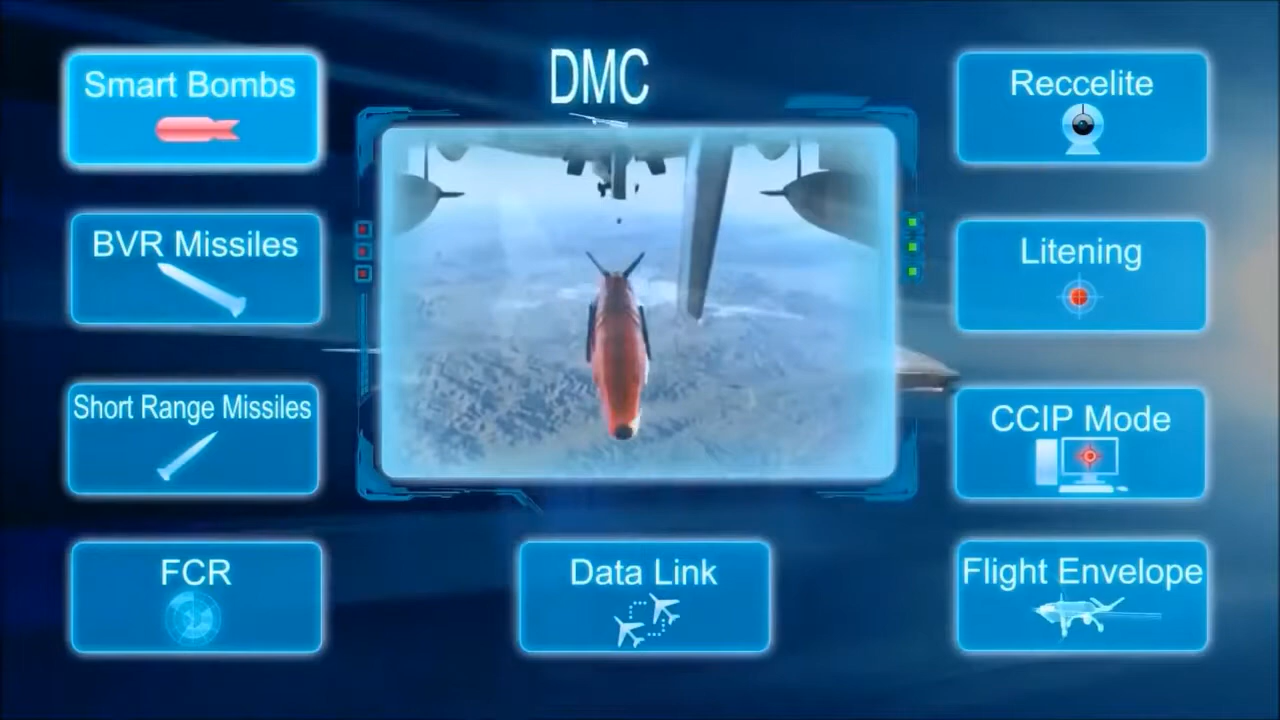 DMC
Smart Bombs
BVR Missiles
Short Range Missiles
FCR
Data Link
Reccelite
Litening
CCIP Mode
Flight Envelope